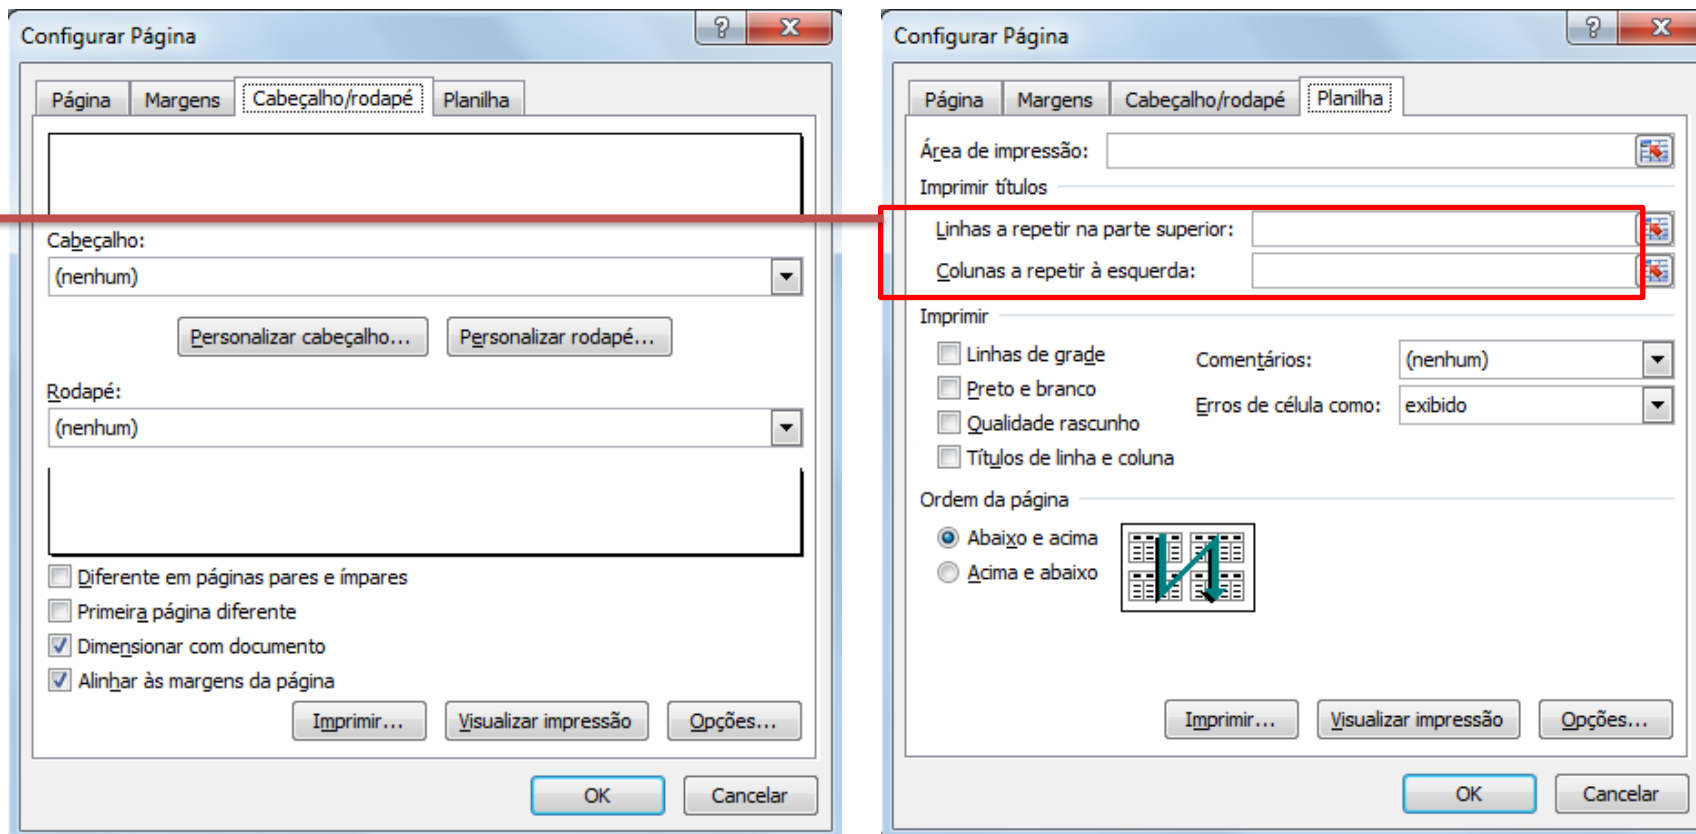 Configurar Página
Página Margens Cabeçalho/rodapé Planilha
Cabeçalho:
(nenhum)
Personalizar cabeçalho... Personalizar rodapé...
Rodapé:
(nenhum)
Diferente em páginas pares e ímpares
Primeira página diferente
Dimensionar com documento
Alinhar às margens da página
Imprimir... Visualizar impressão Opções...
OK Cancelar
Configurar Página
Página Margens Cabeçalho/rodapé Planilha
Área de impressão:
Imprimir títulos
Linhas a repetir na parte superior:
Colunas a repetir à esquerda:
Imprimir
Linhas de grade
Preto e branco
Qualidade rascunho
Títulos de linha e coluna
Comentários: (nenhum)
Erros de célula como: exibido
Ordem da página
Abaixo e acima
Acima e abaixo
Imprimir... Visualizar impressão Opções...
OK Cancelar